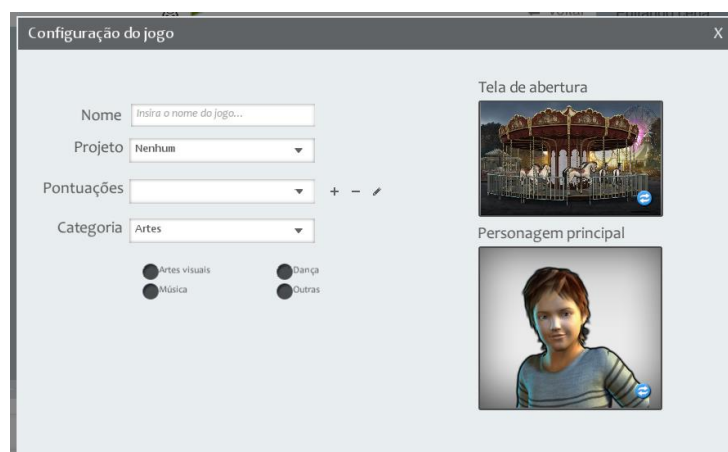 Configuração do jogo
X
Nome
Insira o nome do jogo...
Projeto
Nenhum
Pontuações
+ -
Categoria
Artes
Artes visuais
Dança
Música
Outras
Tela de abertura
Personagem principal